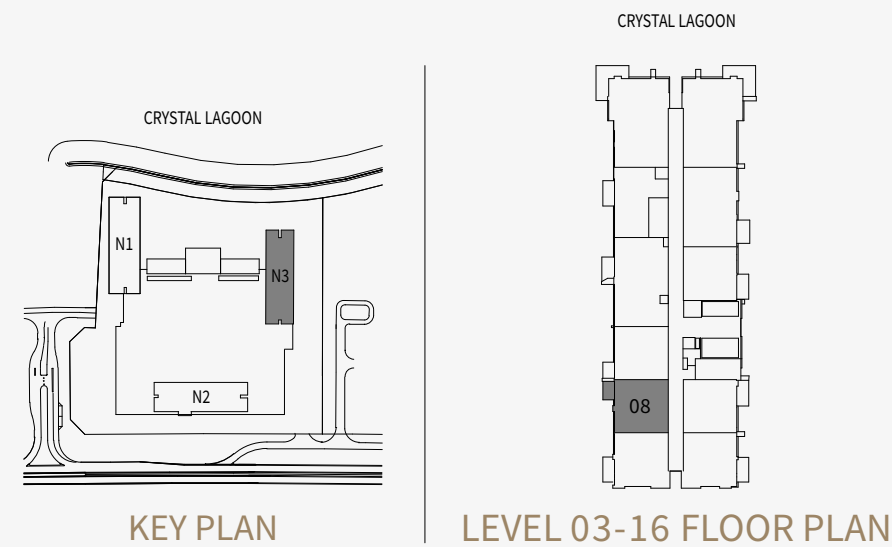 CRYSTAL LAGOON
CRYSTAL LAGOON
N1
N3
N2
08
KEY PLAN
LEVEL 03-16 FLOOR PLAN